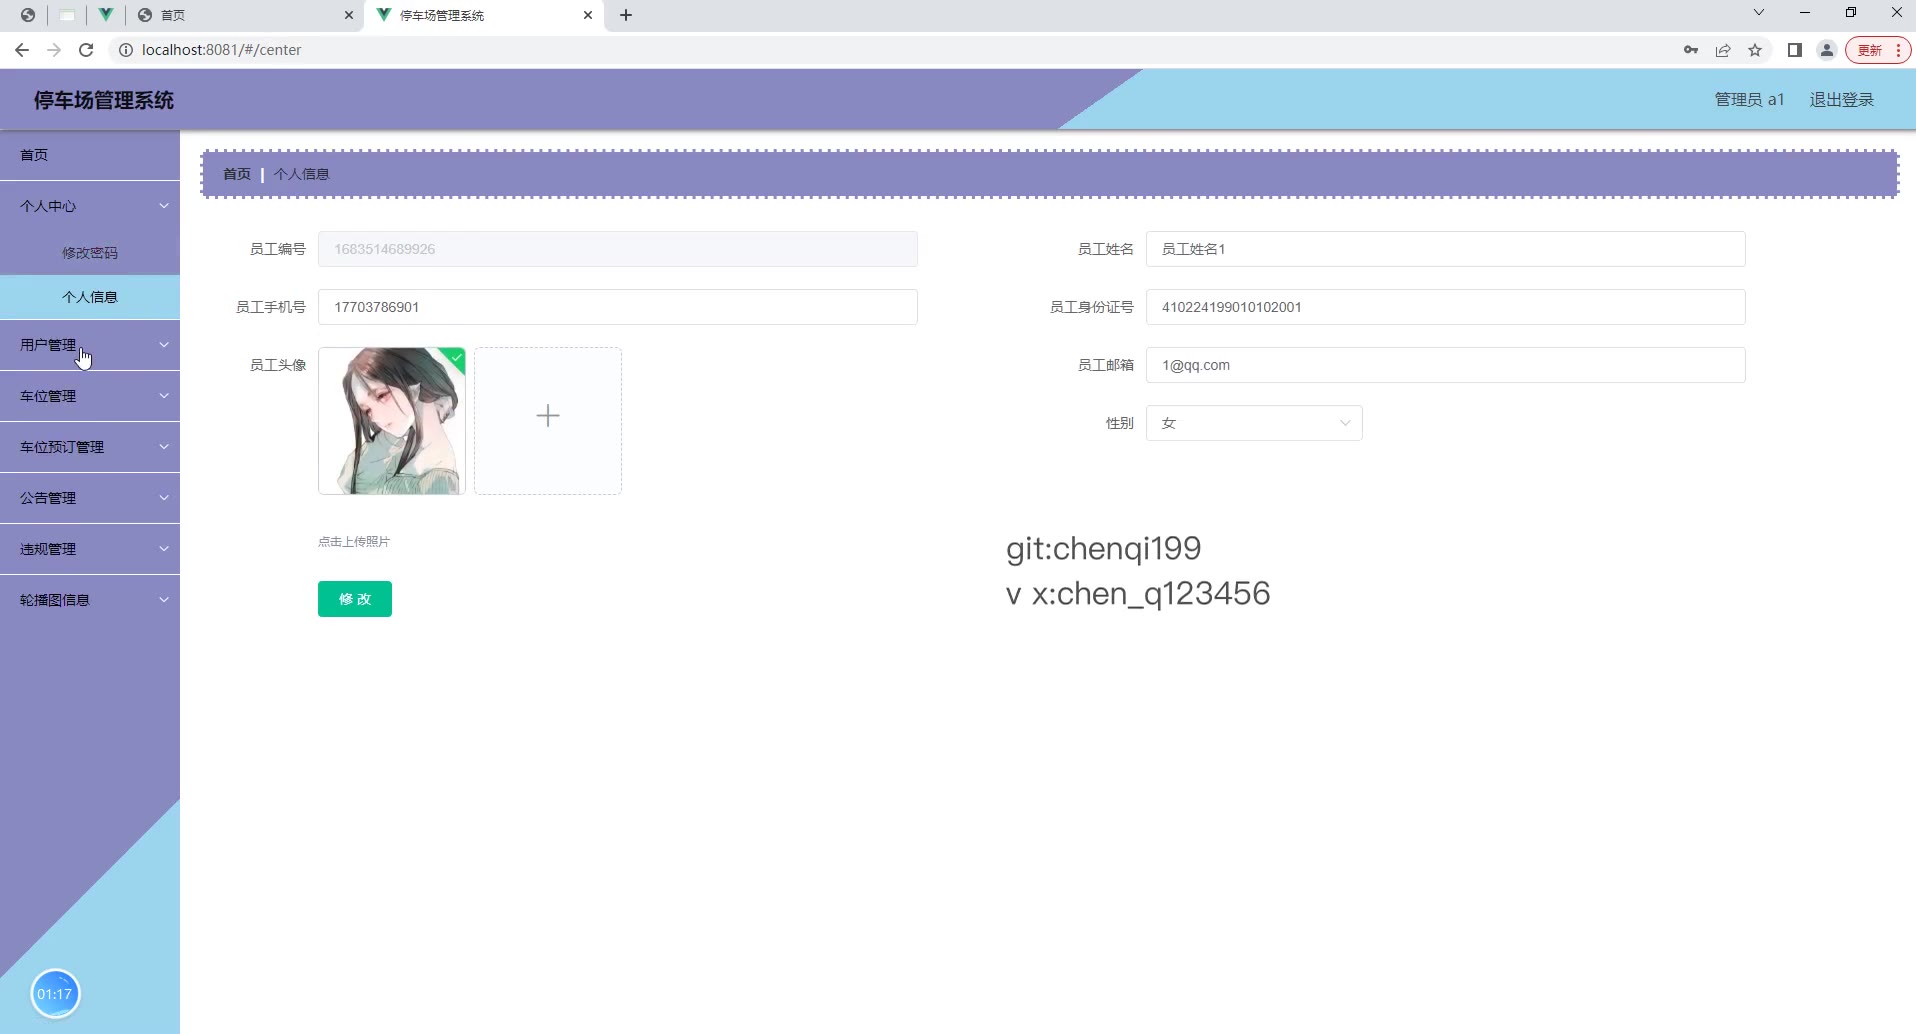 首页
停车场管理系统
localhost:8081/#/center
更新
停车场管理系统
管理员 a1
退出登录
首页
个人中心
修改密码
个人信息
用户管理
车位管理
车位预订管理
公告管理
违规管理
轮播图信息
首页 | 个人信息
员工编号 1683514689926
员工姓名 员工姓名1
员工手机号 17703786901
员工身份证号 410224199010102001
员工头像
员工邮箱 1@qq.com
性别 女
点击上传照片
修 改
git:chenqi199
v x:chen_q123456
01:17